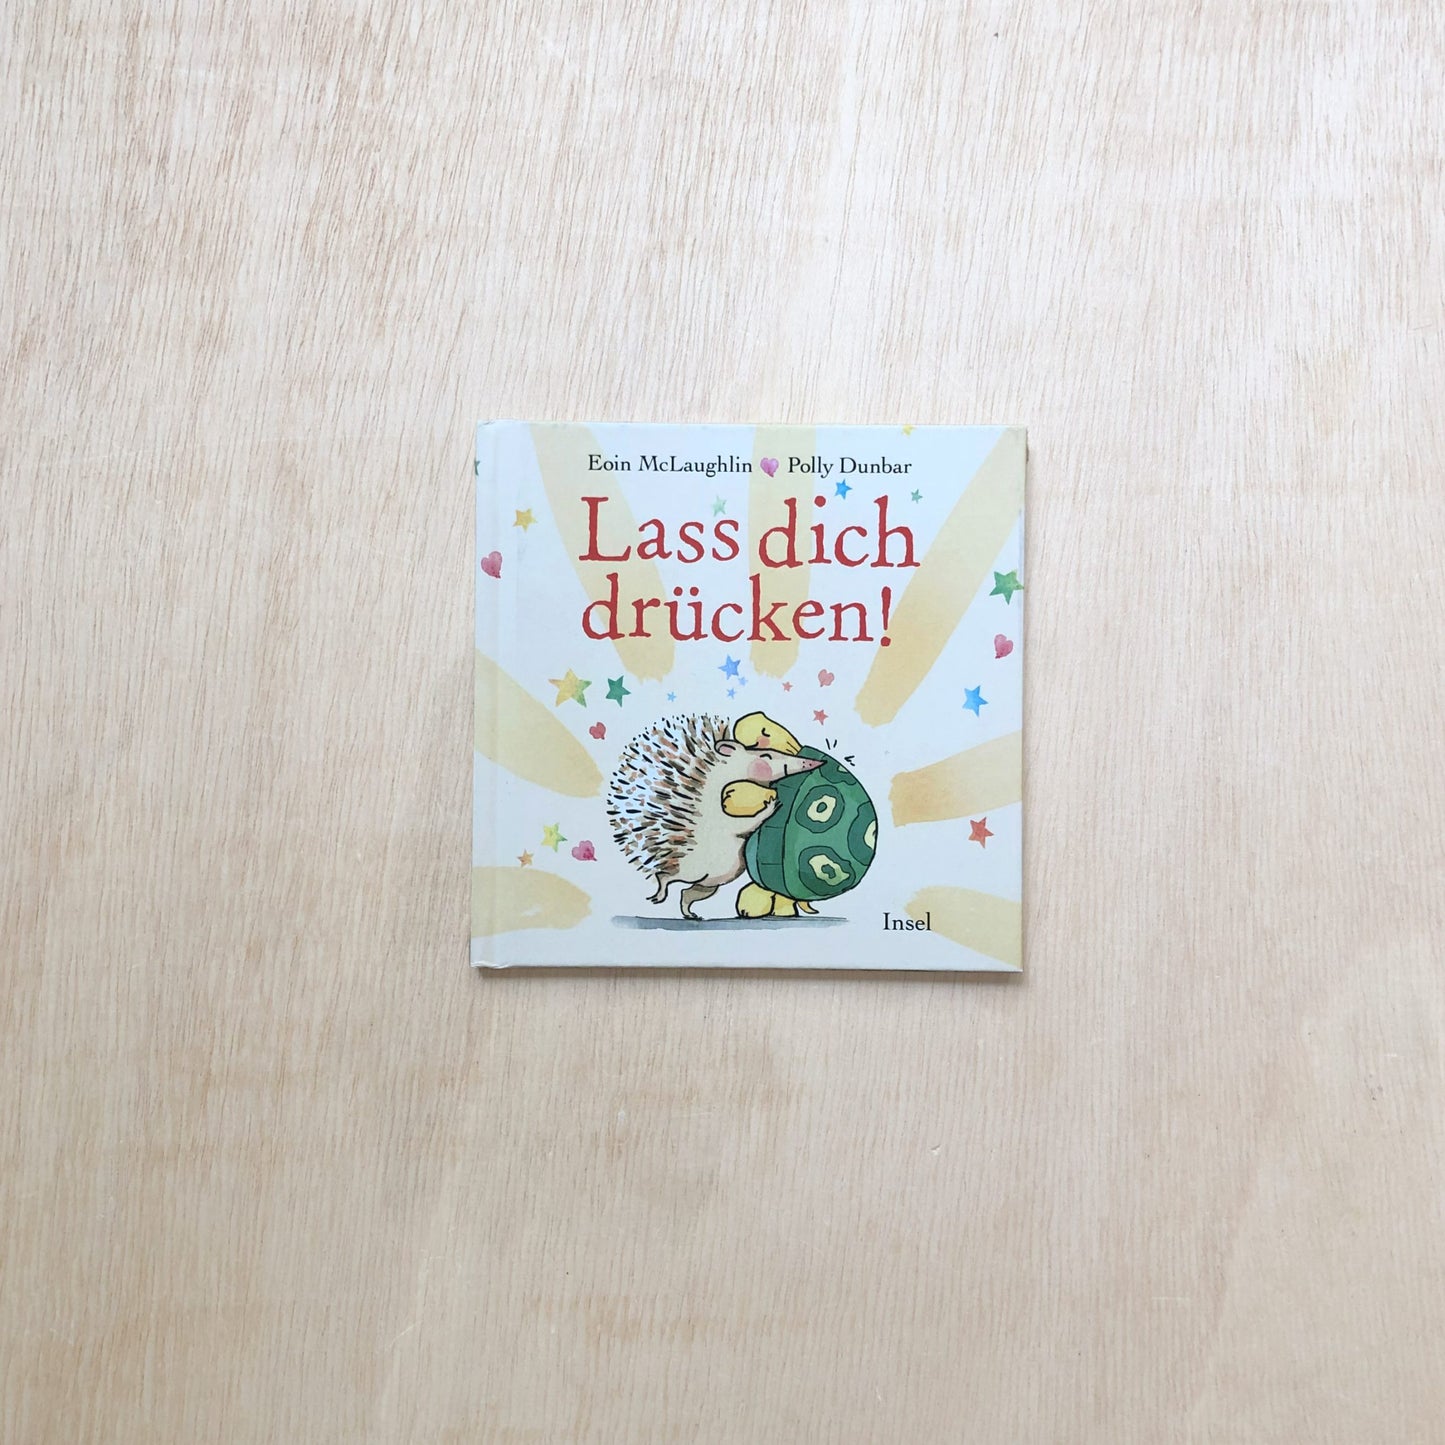 Eoin McLaughlin Polly Dunbar
Lass dich
drücken!
Insel